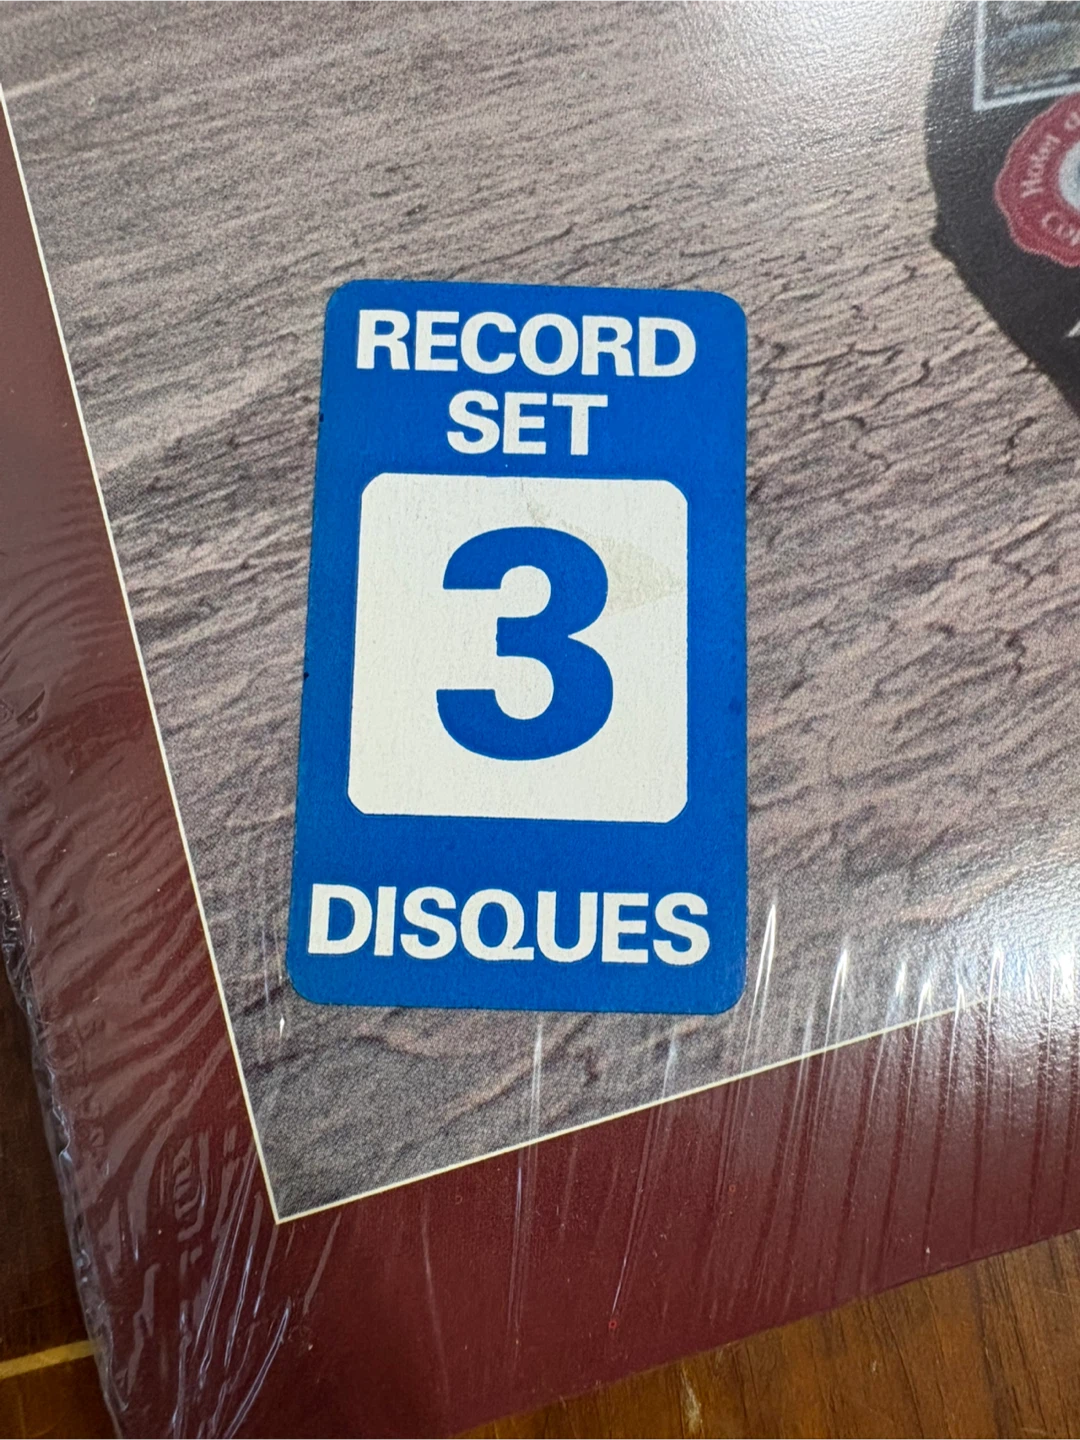 RECORD
SET
3
DISQUES